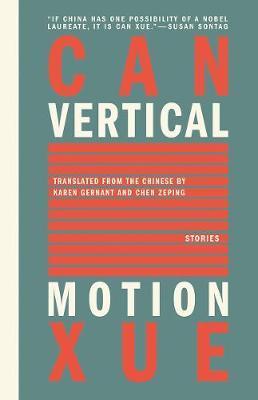 "IF CHINA HAS ONE POSSIBILITY OF A NOBEL
LAUREATE, IT IS CAN XUE."—SUSAN SONTAG
CAN
VERTICAL
TRANSLATED FROM THE CHINESE BY
KAREN GERNANT AND CHEN ZEPING
STORIES
MOTION
XUE